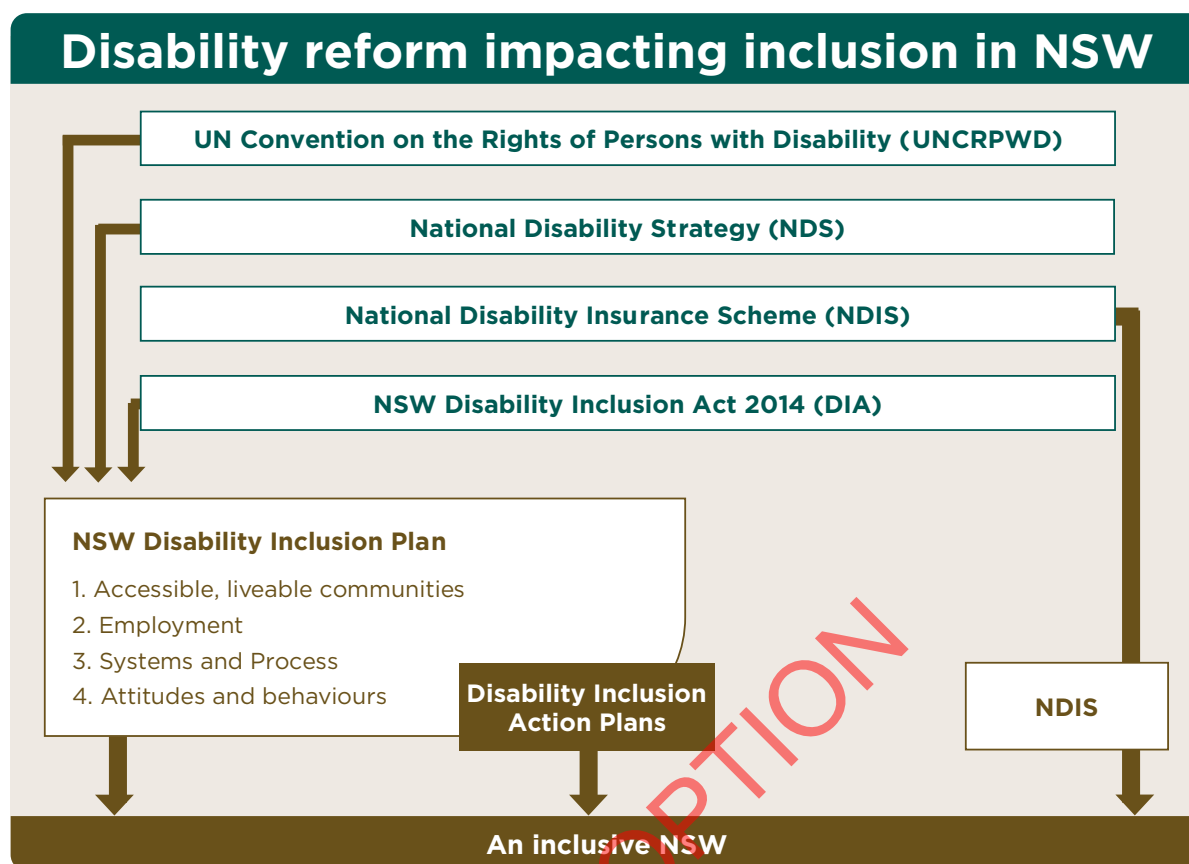 Disability reform impacting inclusion in NSW
UN Convention on the Rights of Persons with Disability (UNCRPWD)
National Disability Strategy (NDS)
National Disability Insurance Scheme (NDIS)
NSW Disability Inclusion Act 2014 (DIA)
NSW Disability Inclusion Plan
1. Accessible, liveable communities
2. Employment
3. Systems and Process
4. Attitudes and behaviours
Disability Inclusion
Action Plans
NDIS
An inclusive NSW
OPTION